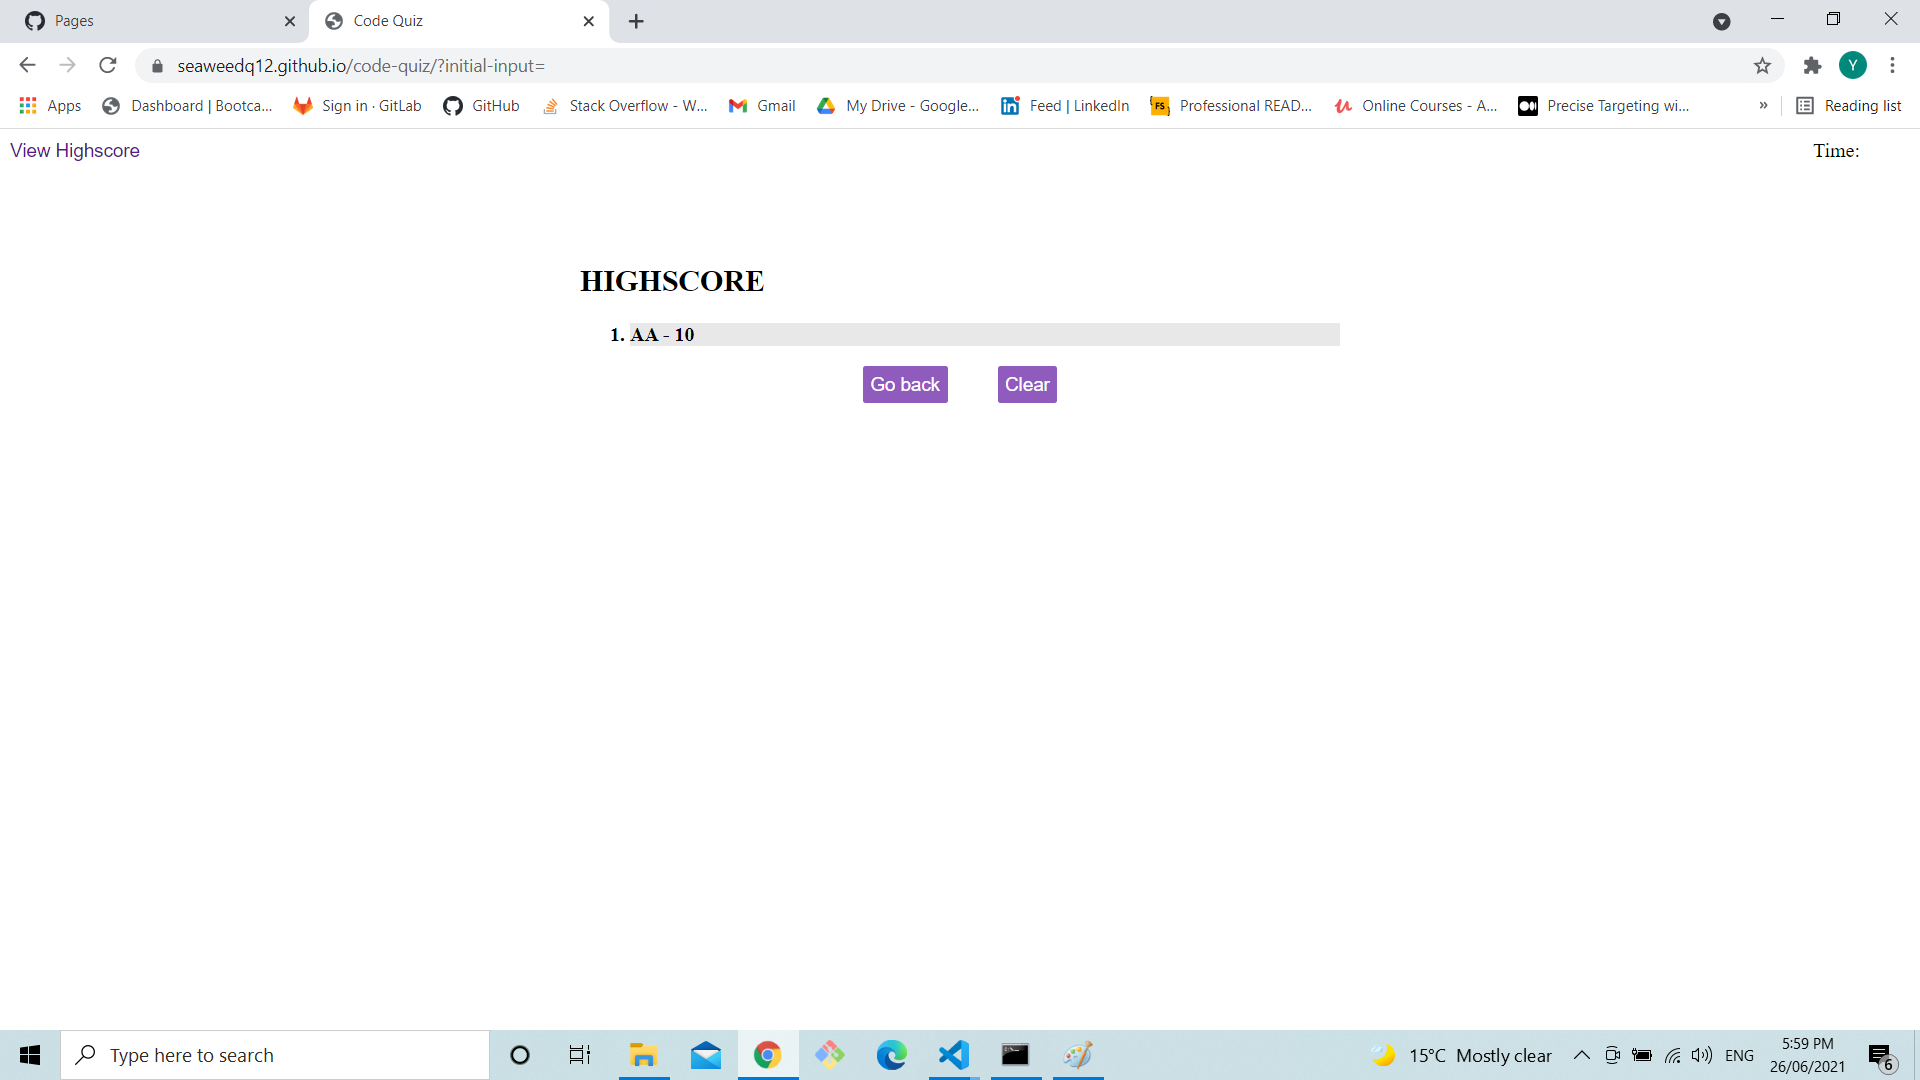 Pages
Code Quiz
seaweedq12.github.io/code-quiz/?initial-input=
Y
Apps
Dashboard | Bootca...
Sign in · GitLab
GitHub
Stack Overflow - W...
Gmail
My Drive - Google...
in
Feed | LinkedIn
FS
Professional READ...
Online Courses - A...
Precise Targeting wi...
»
Reading list
View Highscore
Time:
HIGHSCORE
1. AA - 10
Go back
Clear
Type here to search
15°C Mostly clear
ENG
5:59 PM
26/06/2021
6